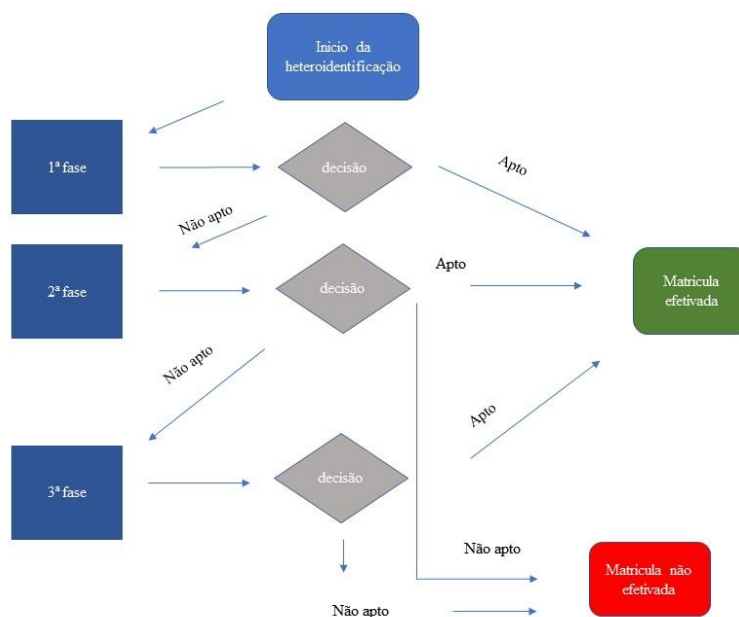 Inicio da
heteroidentificação
1ª fase
decisão
Apto
Não apto
2ª fase
decisão
Apto
Matricula
efetivada
Não apto
Apto
3ª fase
decisão
Não apto
Matricula não
efetivada
Não apto